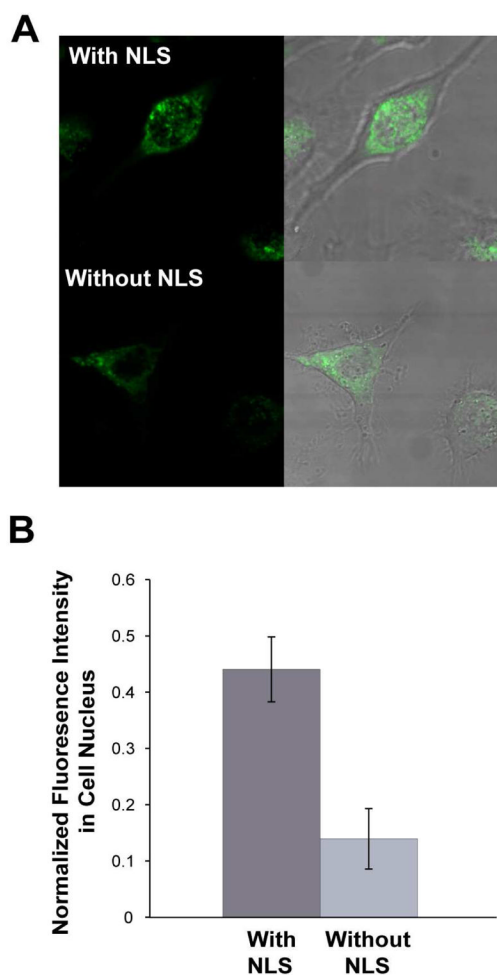 A
With NLS
Without NLS
B
Normalized Fluoresence Intensity
in Cell Nucleus
0.6
0.5
0.4
0.3
0.2
0.1
0
With
NLS
Without
NLS